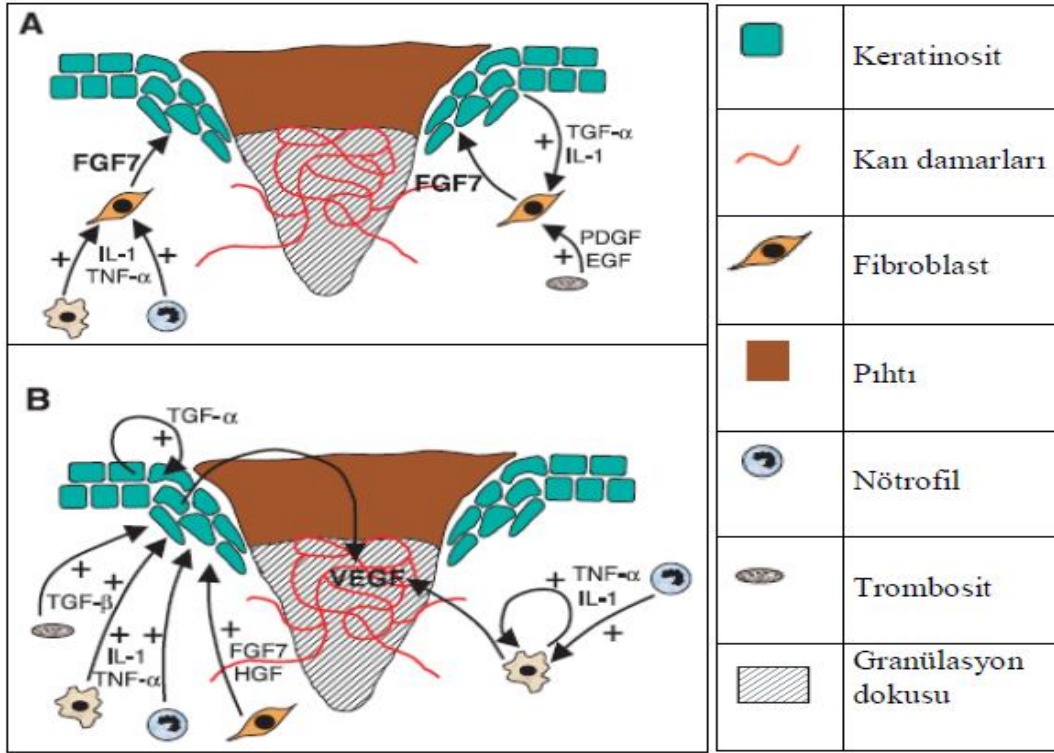 A
FGF7
IL-1
TNF-α
+
+
FGF7
+
TGF-α
IL-1
PDGF
+
EGF
B
TGF-α
+
+
TGF-β
+
+
+
IL-1
TNF-α
+
FGF7
HGF
VEGF
+
TNF-α
IL-1
+
Keratinosit
Kan damarları
Fibroblast
Pıhtı
Nötrofil
Trombosit
Granülasyon
dokusu